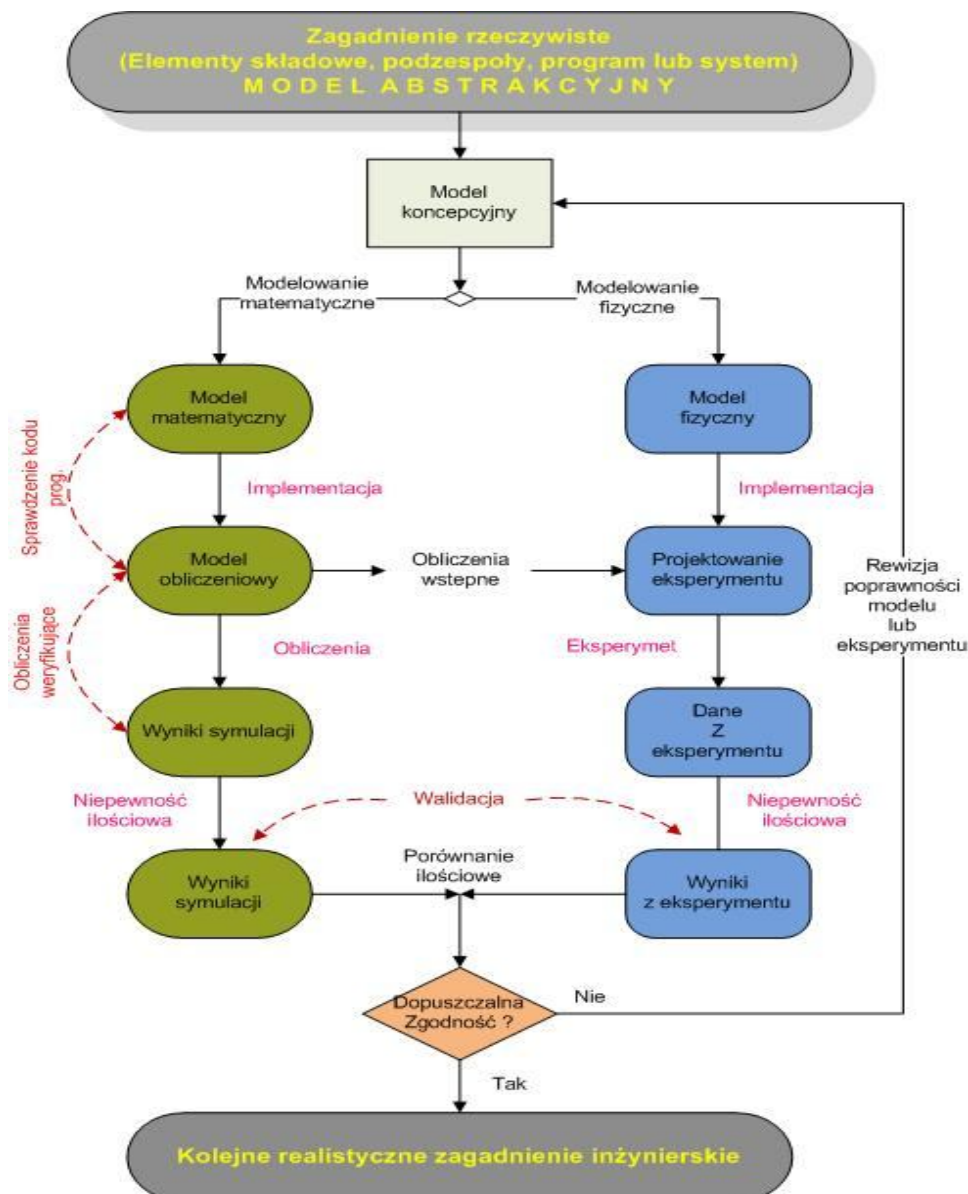 Zagadnienie rzeczywiste
(Elementy składowe, podzespoły, program lub system)
M O D E L A B S T R A K C Y J N Y
Model
koncepcyjny
Modelowanie
matematyczne
Modelowanie
fizyczne
Model
matematyczny
Model
fizyczny
Sprawdzenie kodu
prog.
Implementacja
Implementacja
Model
obliczeniowy
Obliczenia
wstepne
Projektowanie
eksperymentu
Rewizja
poprawności
modelu
lub
eksperymentu
Obliczenia
weryfikujące
Obliczenia
Eksperymet
Wyniki symulacji
Dane
Z
eksperymentu
Niepewność
ilościowa
Walidacja
Niepewność
ilościowa
Wyniki
symulacji
Porównanie
ilościowe
Wyniki
z eksperymentu
Dopuszczalna
Zgodność ?
Nie
Tak
Kolejne realistyczne zagadnienie inżynierskie